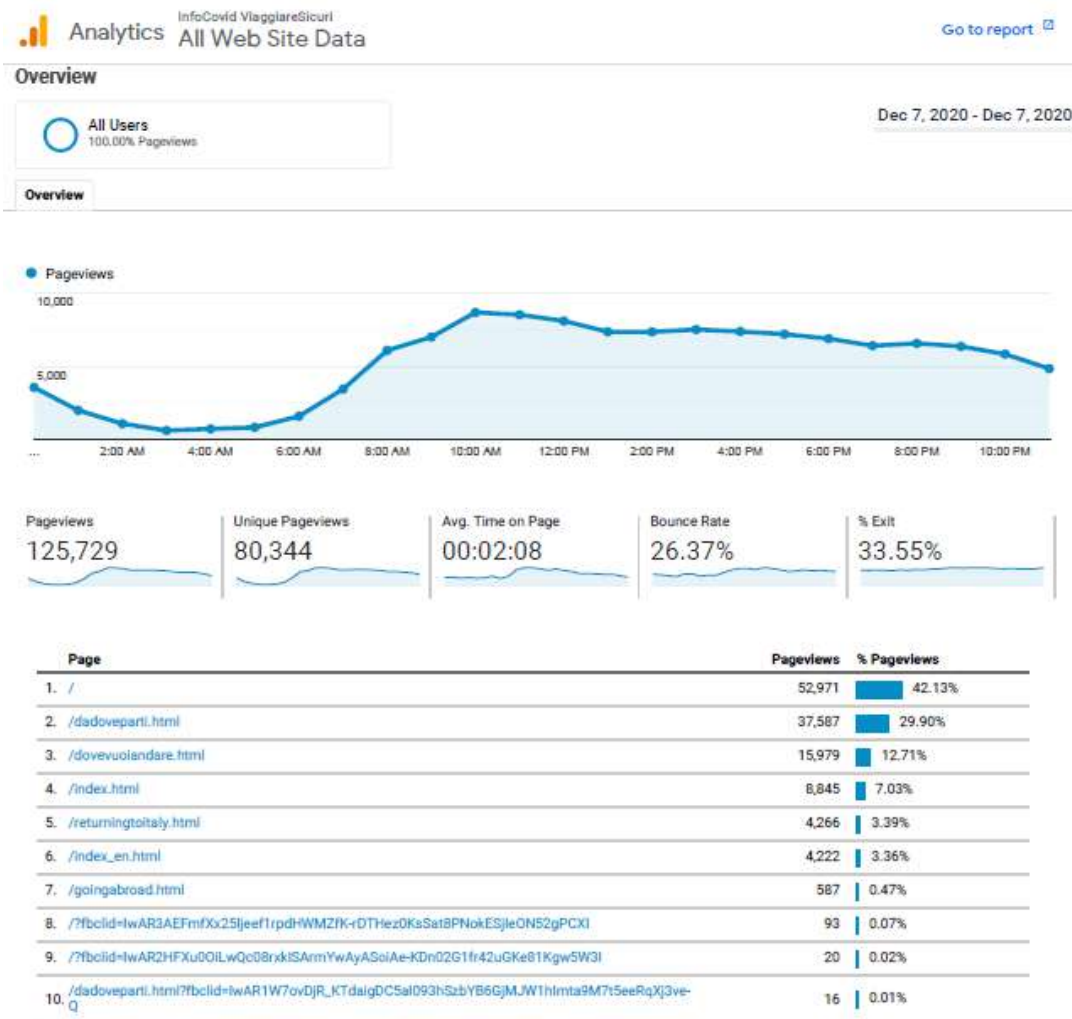 InfoCovid ViaggiareSicuri
Analytics All Web Site Data
Go to report
Overview
All Users
100.00% Pageviews
Dec 7, 2020 - Dec 7, 2020
Overview
Pageviews
10,000
5,000
... 2:00 AM 4:00 AM 6:00 AM 8:00 AM 10:00 AM 12:00 PM 2:00 PM 4:00 PM 6:00 PM 8:00 PM 10:00 PM
Pageviews Unique Pageviews Avg. Time on Page Bounce Rate % Exit
125,729 80,344 00:02:08 26.37% 33.55%
Page Pageviews % Pageviews
1. / 52,971 42.13%
2. /dadoveparti.html 37,587 29.90%
3. /dovevuoiandare.html 15,979 12.71%
4. /index.html 8,845 7.03%
5. /returningtoitaly.html 4,266 3.39%
6. /index_en.html 4,222 3.36%
7. /goingabroad.html 587 0.47%
8. 93 0.07%
9. 20 0.02%
10. 16 0.01%